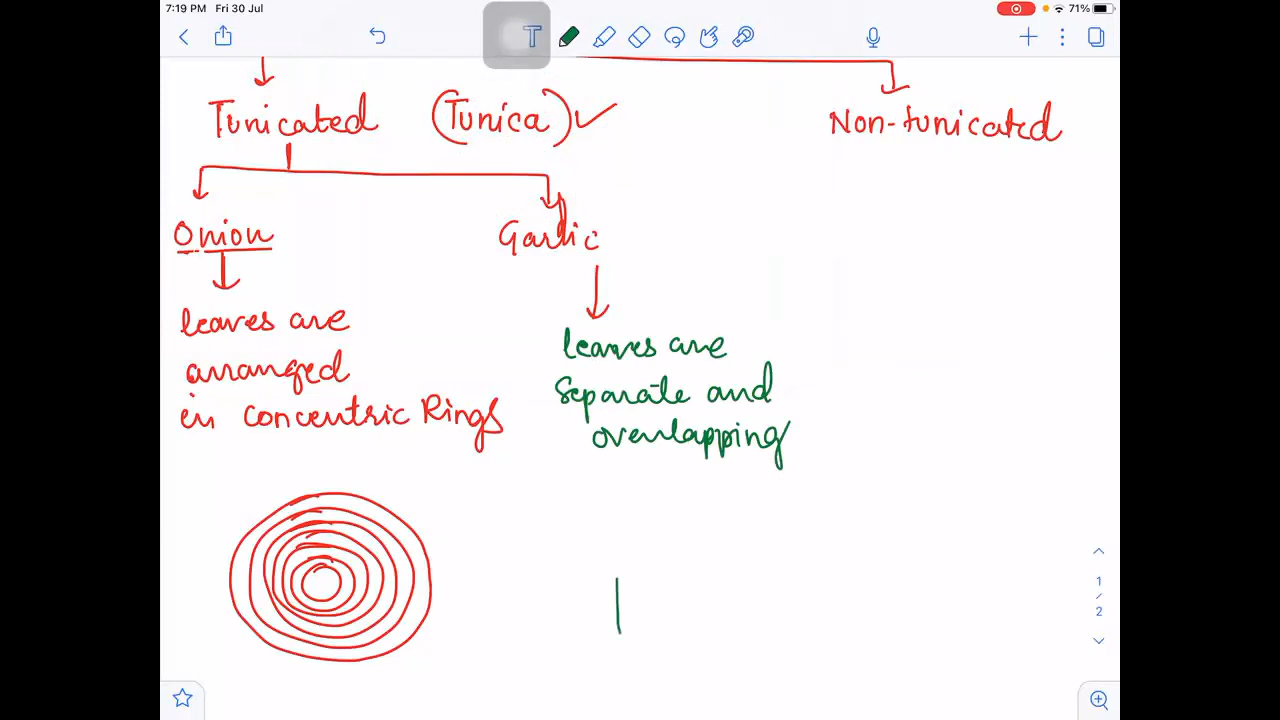 7:19 PM Fri 30 Jul
71%
T
Tunicated (Tunica)
Non-tunicated
Onion
Garlic
leaves are
arranged
in concentric Rings
leaves are
Separate and
overlapping
1
/
2